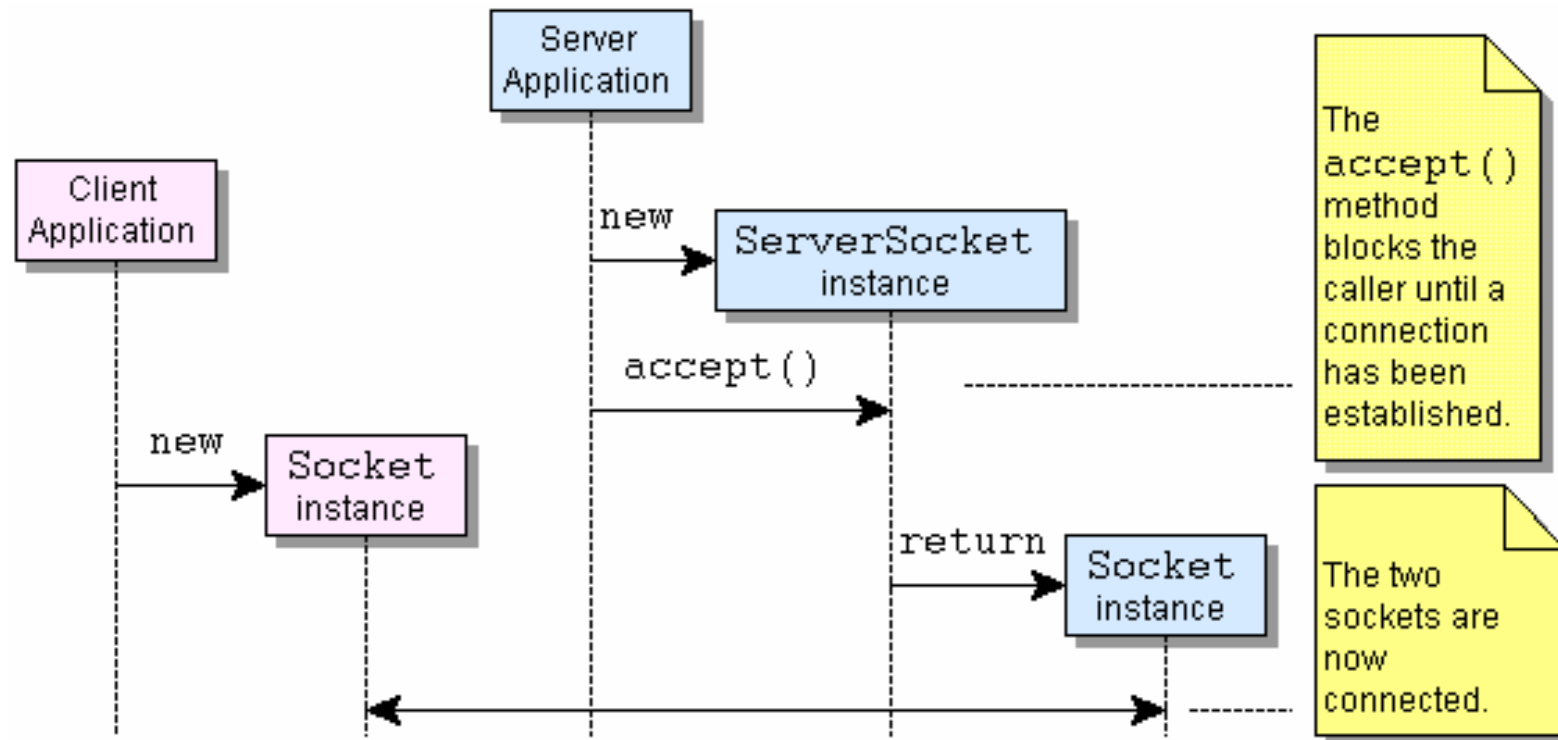 Server
Application
Client
Application
new
ServerSocket
instance
accept()
new
Socket
instance
return
Socket
instance
The
accept()
method
blocks the
caller until a
connection
has been
established.
The two
sockets are
now
connected.